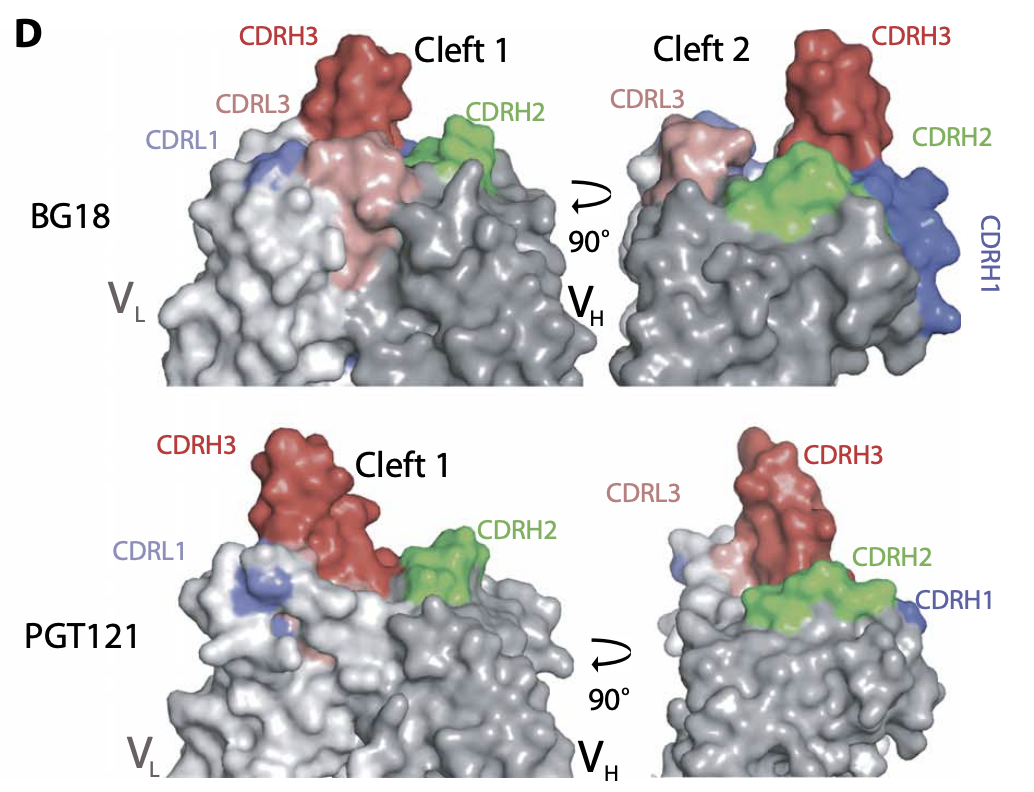 D
CDRH3
Cleft 1
Cleft 2
CDRH3
CDRL3
CDRH2
CDRL3
CDRL1
CDRH2
BG18
90°
CDRH1
VL
VH
CDRH3
Cleft 1
CDRH3
CDRL3
CDRL1
CDRH2
CDRH2
CDRH1
PGT121
90°
VL
VH